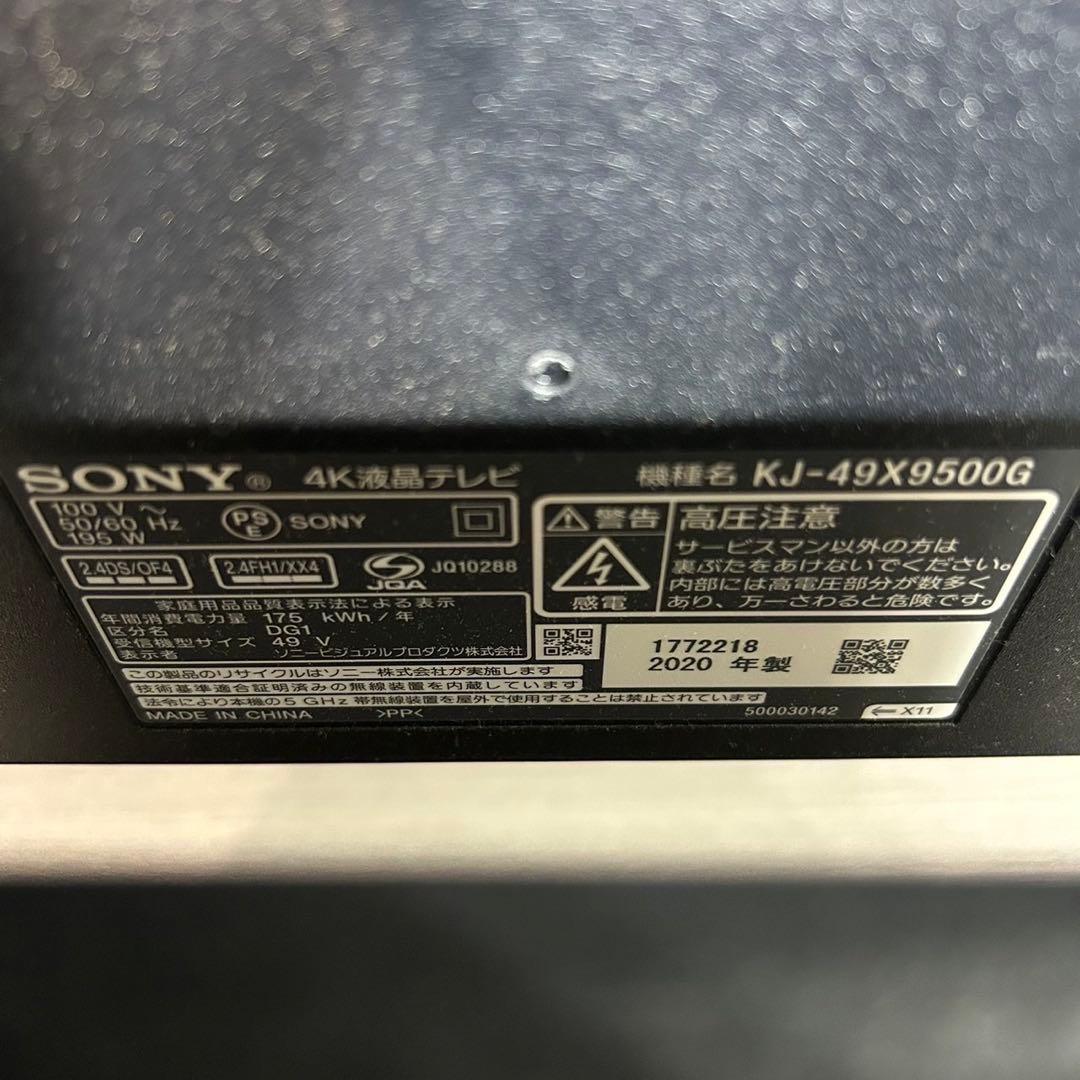 SONY® 4K液晶テレビ 機種名 KJ-49X9500G
100 V ~
50/60 Hz
195 W
PSE SONY
2.4DS/OF4 2.4FH1/XX4 JQA JQ10288
家庭用品品質表示法による表示
年間消費電力量 175 kWh/年
区分名 DG1
受信機型サイズ 49 V
表示者 ソニービジュアルプロダクツ株式会社
警告 高圧注意
サービスマン以外の方は
裏ぶたをあけないでください。
内部には高電圧部分が数多く
あり、万一さわると危険です。
感電
1772218
2020 年製
この製品のリサイクルはソニー株式会社が実施します
技術基準適合証明済みの無線装置を内蔵しています
法令により本機の5 GHz 帯無線装置を屋外で使用することは禁止されています
MADE IN CHINA >PP< 500030142 ← X11